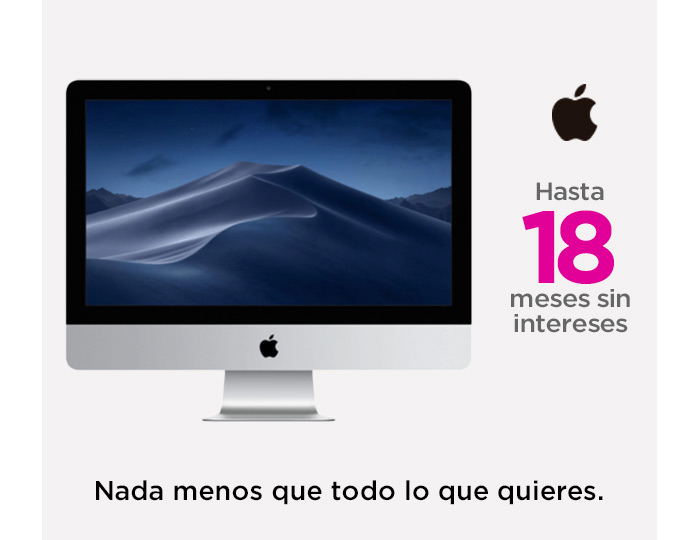 Hasta
18
meses sin
intereses
Nada menos que todo lo que quieres.